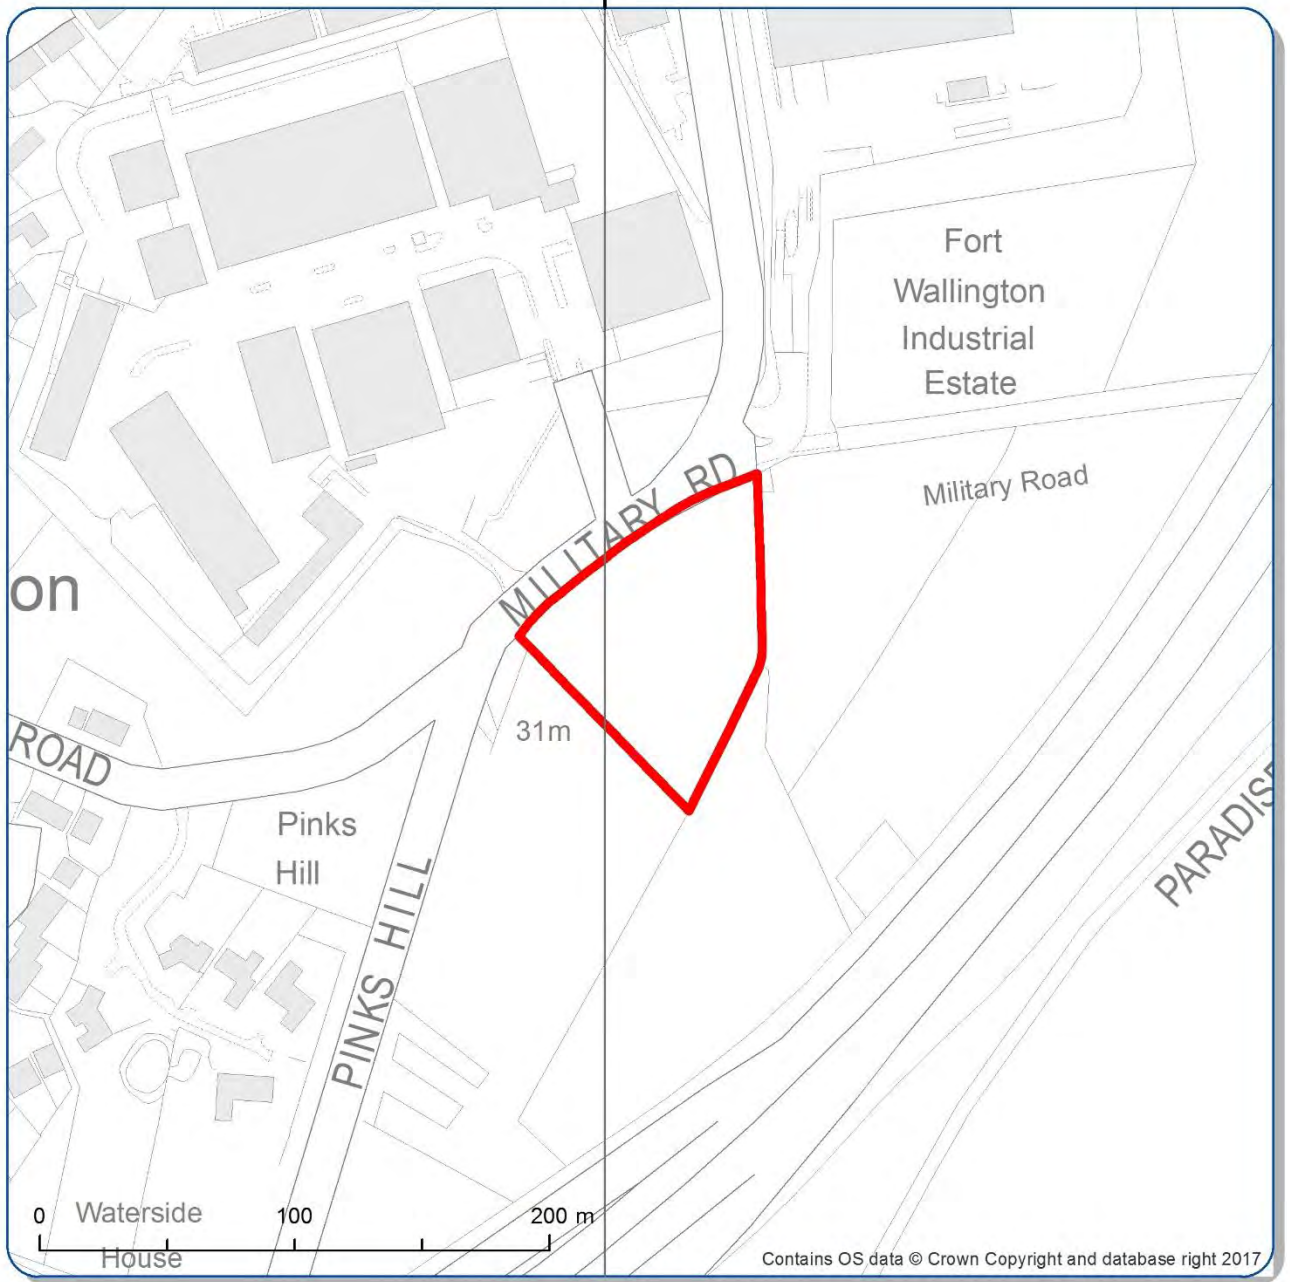 Fort
Wallington
Industrial
Estate
MILITARY RD
Military Road
on
31m
ROAD
Pinks
Hill
PARADISE
PINKS HILL
Waterside
House
0 100 200 m
Contains OS data © Crown Copyright and database right 2017